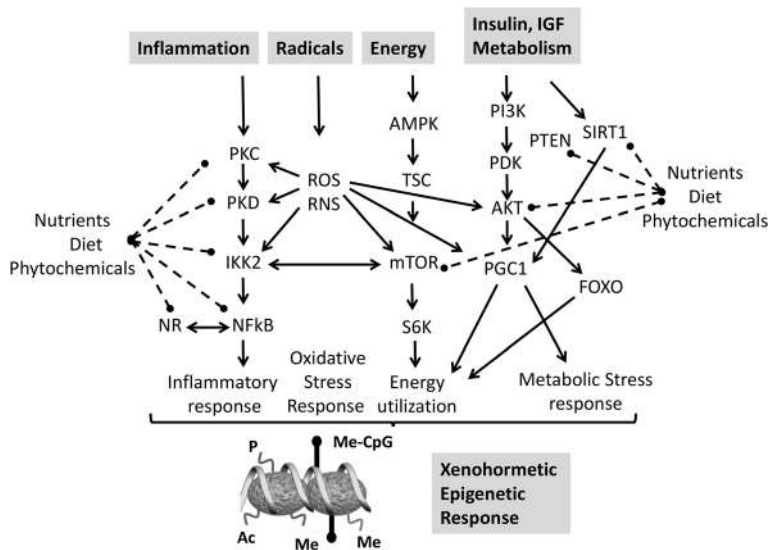 Inflammation
Radicals
Energy
Insulin, IGF
Metabolism
AMPK
PI3K
PTEN
SIRT1
PKC
PDK
ROS
RNS
TSC
Nutrients
Diet
Phytochemicals
PKD
AKT
Nutrients
Diet
Phytochemicals
IKK2
mTOR
PGC1
FOXO
NR
NFkB
S6K
Inflammatory
response
Oxidative
Stress
Response
Energy
utilization
Metabolic Stress
response
P
Me-CpG
Ac
Me
Me
Xenohormetic
Epigenetic
Response